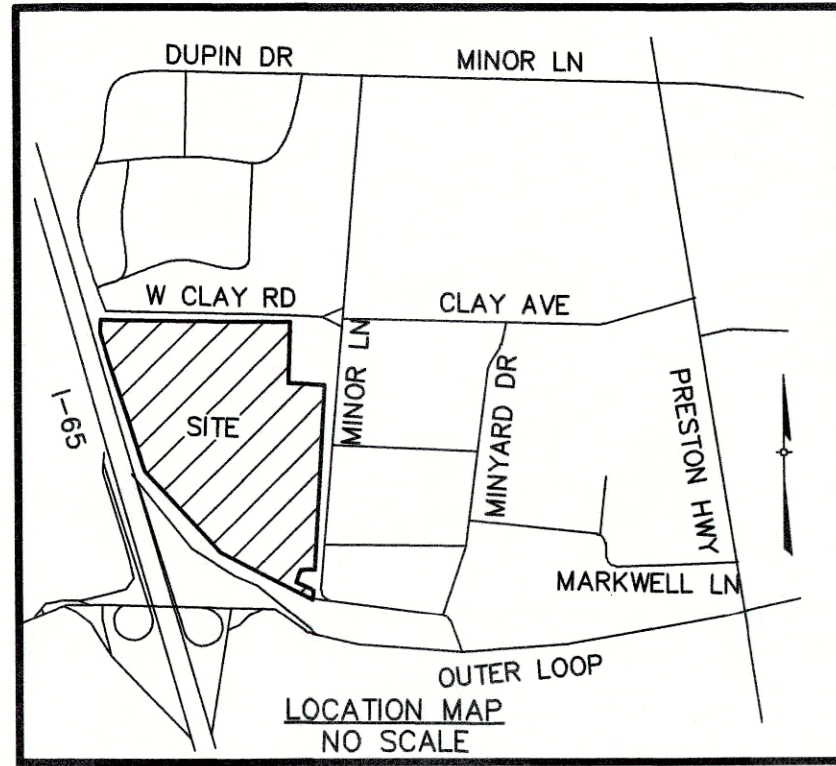 DUPIN DR
MINOR LN
W CLAY RD
CLAY AVE
MINOR LN
MINYARD DR
I-65
SITE
PRESTON HWY
MARKWELL LN
OUTER LOOP
LOCATION MAP
NO SCALE